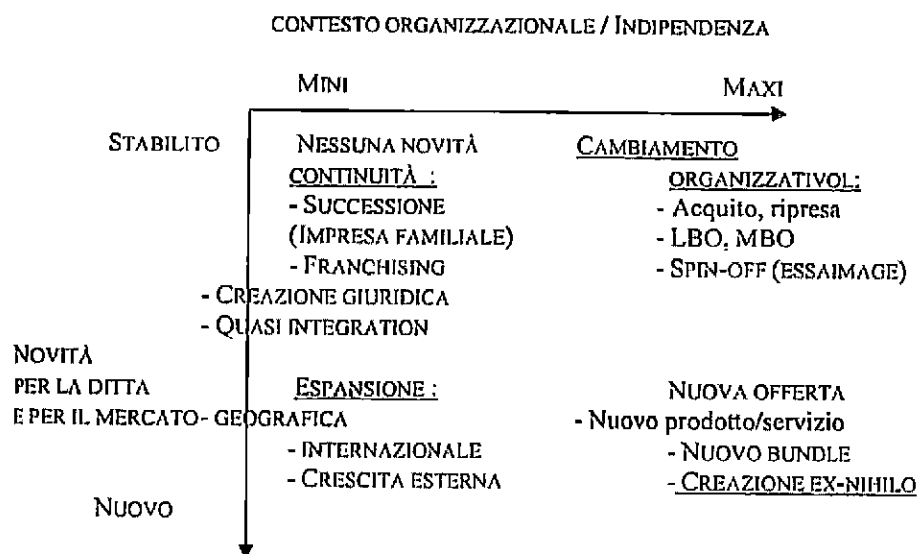 CONTESTO ORGANIZZAZIONALE / INDIPENDENZA
MINI MAXI
STABILITO NESSUNA NOVITÀ CAMBIAMENTO
CONTINUITÀ : ORGANIZZATIVOL:
- SUCCESSIONE - Acquito, ripresa
(IMPRESA FAMILIALE) - LBO, MBO
- FRANCHISING - SPIN-OFF (ESSAIMAGE)
- CREAZIONE GIURIDICA
- QUASI INTEGRATION
NOVITÀ
PER LA DITTA ESPANSIONE : NUOVA OFFERTA
E PER IL MERCATO - GEOGRAFICA - Nuovo prodotto/servizio
- INTERNAZIONALE - NUOVO BUNDLE
- CRESCITA ESTERNA - CREAZIONE EX-NIHILO
NUOVO